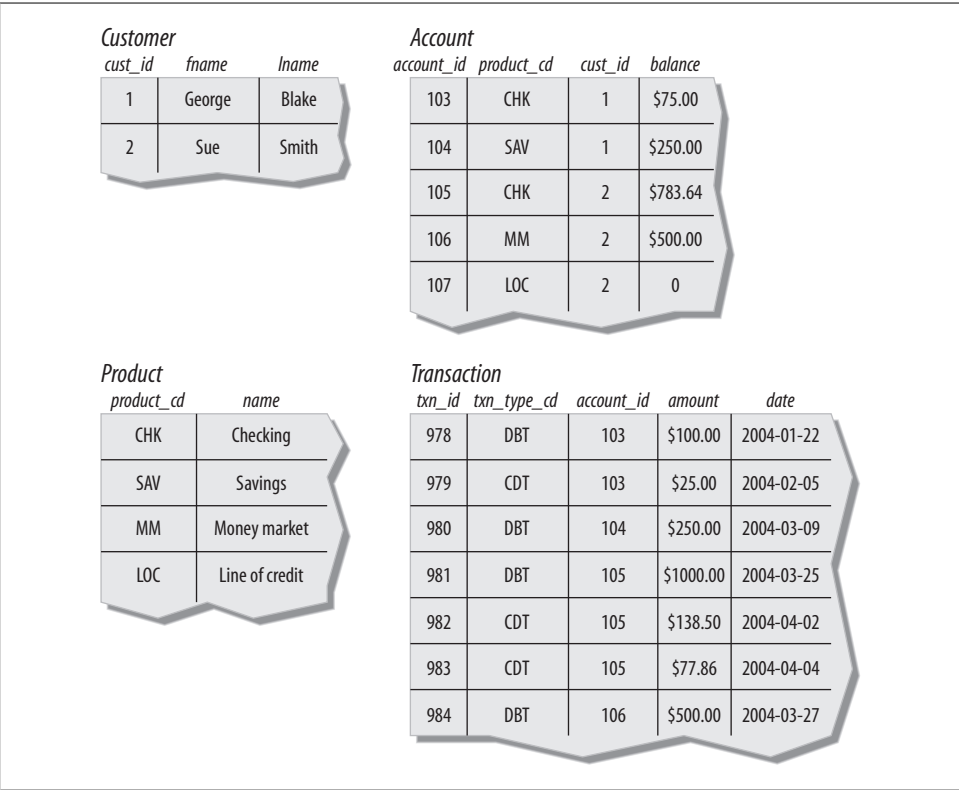 Customer
cust_id fname lname
1 George Blake
2 Sue Smith
Account
account_id product_cd cust_id balance
103 CHK 1 $75.00
104 SAV 1 $250.00
105 CHK 2 $783.64
106 MM 2 $500.00
107 LOC 2 0
Product
product_cd name
CHK Checking
SAV Savings
MM Money market
LOC Line of credit
Transaction
txn_id txn_type_cd account_id amount date
978 DBT 103 $100.00 2004-01-22
979 CDT 103 $25.00 2004-02-05
980 DBT 104 $250.00 2004-03-09
981 DBT 105 $1000.00 2004-03-25
982 CDT 105 $138.50 2004-04-02
983 CDT 105 $77.86 2004-04-04
984 DBT 106 $500.00 2004-03-27